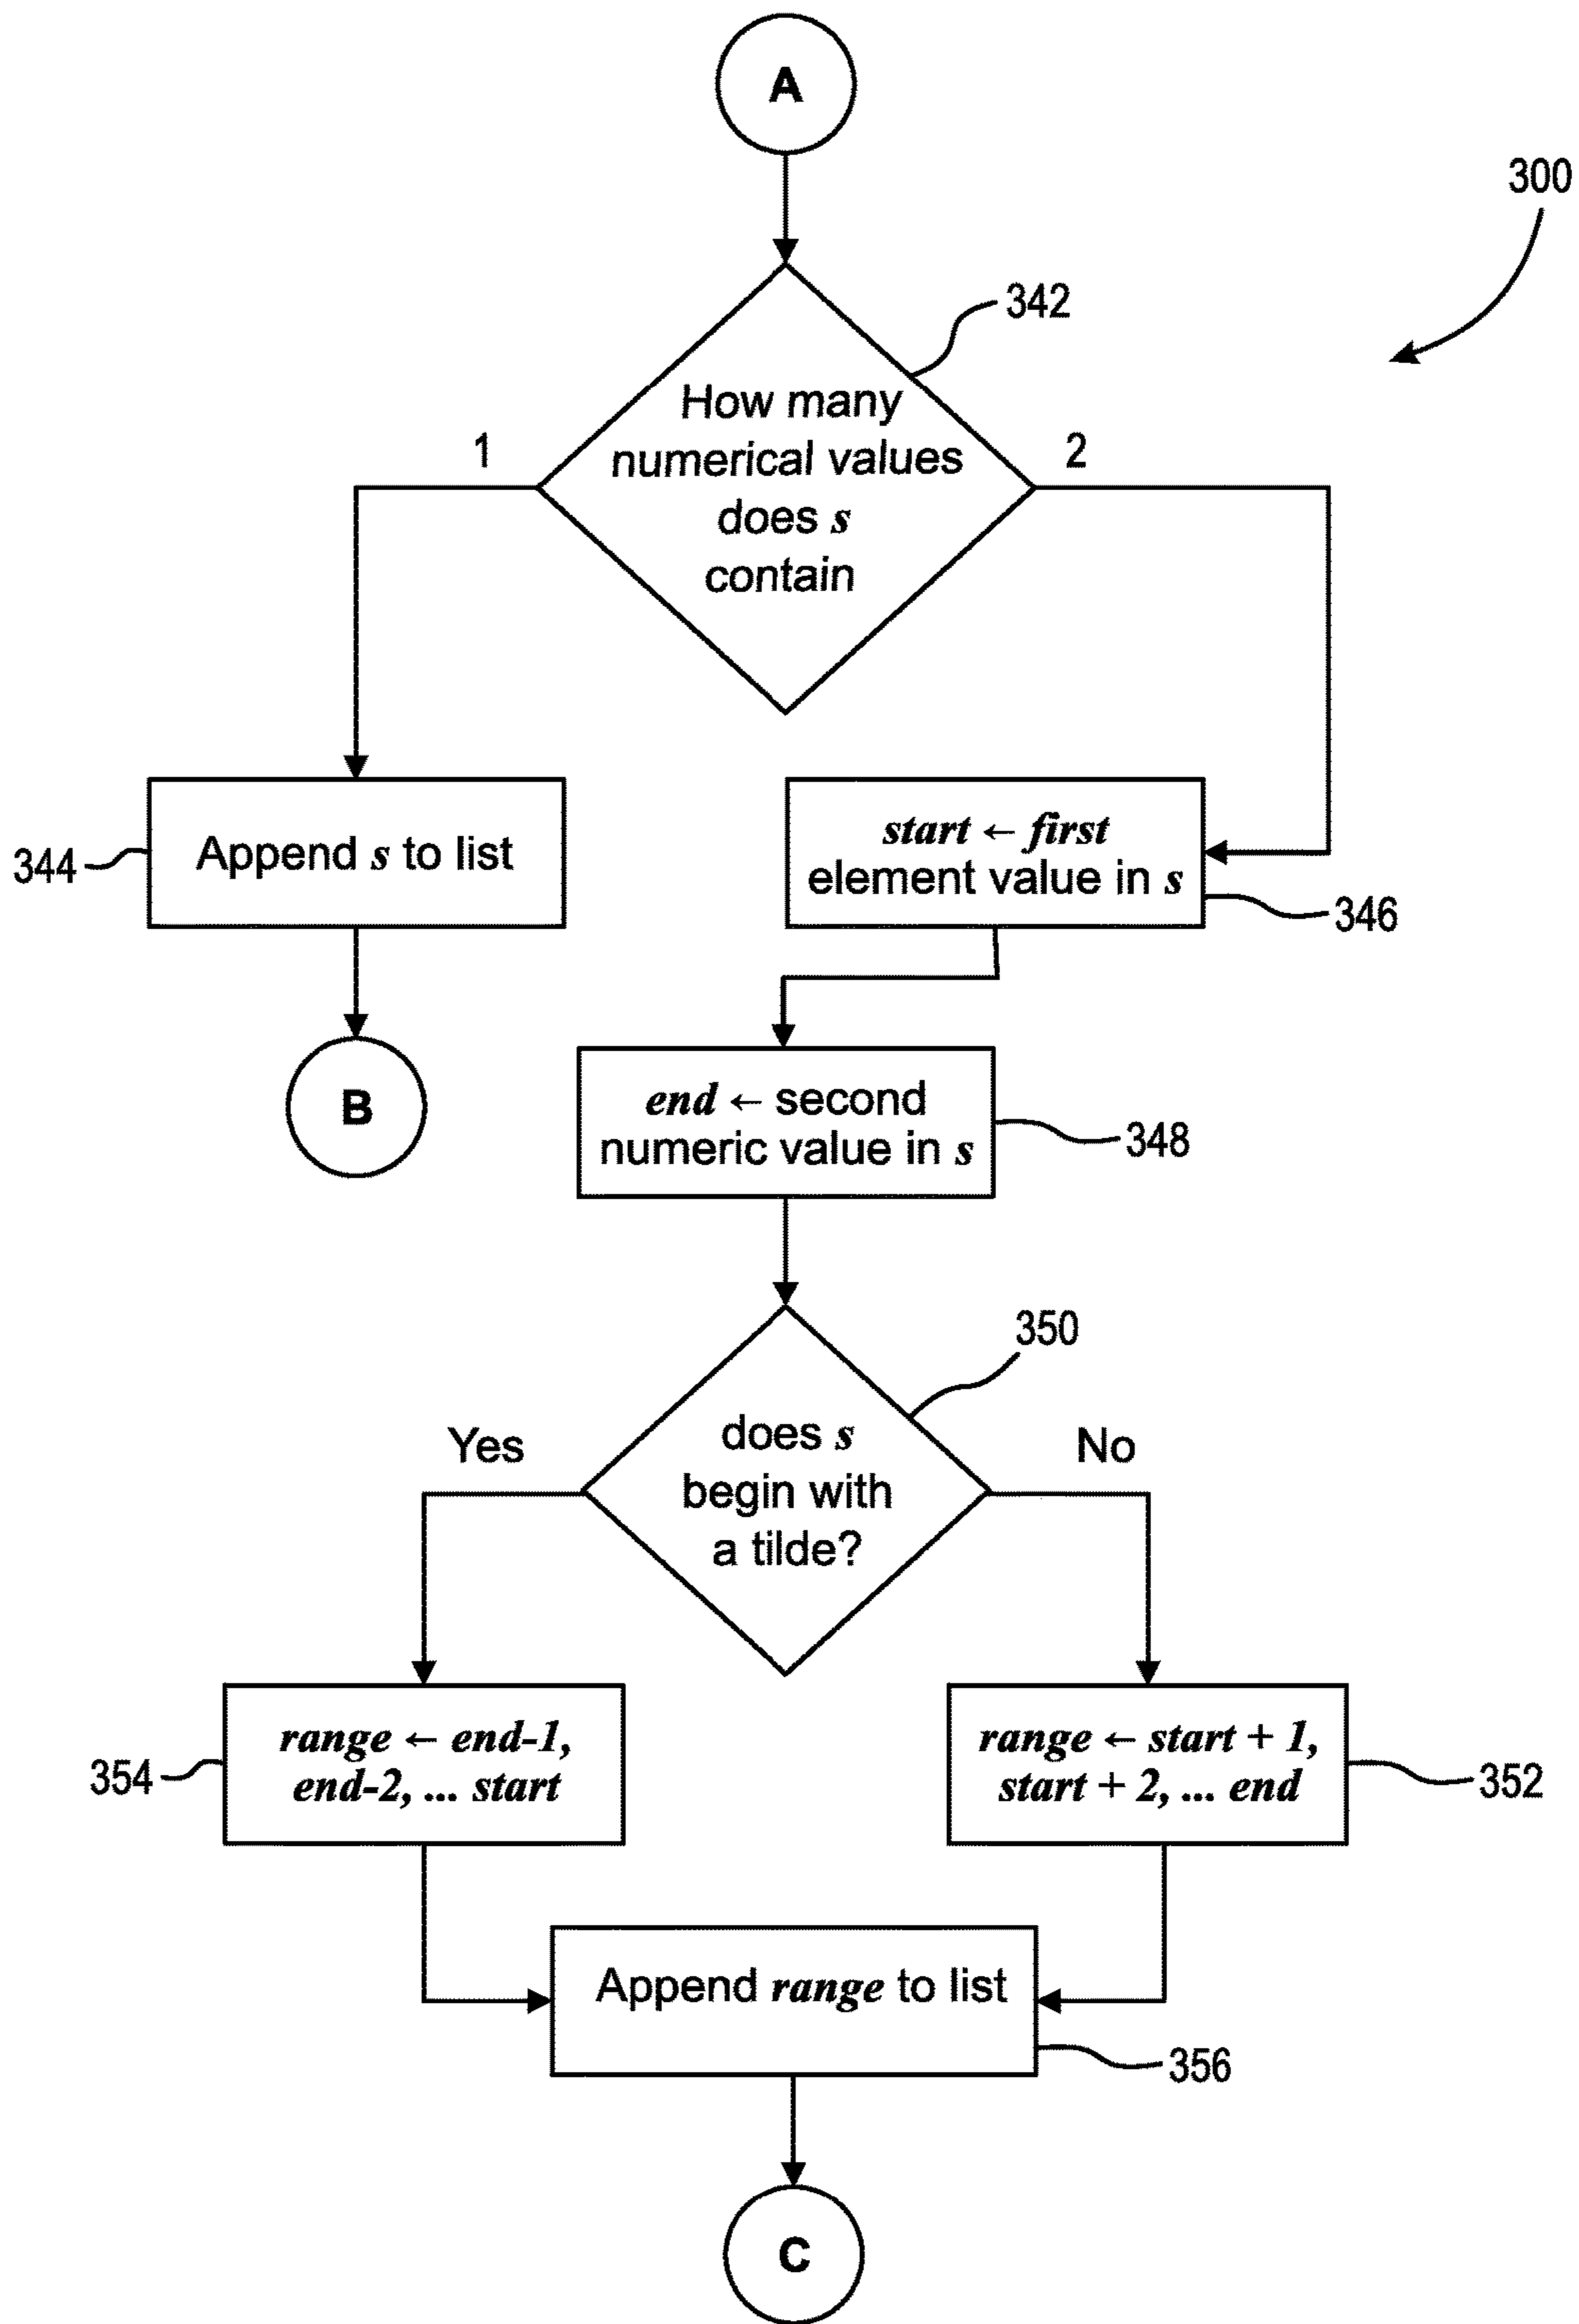 A
300
342
How many
numerical values
does s
contain
1
2
344
Append s to list
start ← first
element value in s
346
B
end ← second
numeric value in s
348
350
does s
begin with
a tilde?
Yes
No
354
range ← end-1,
end-2, ... start
range ← start + 1,
start + 2, ... end
352
Append range to list
356
C